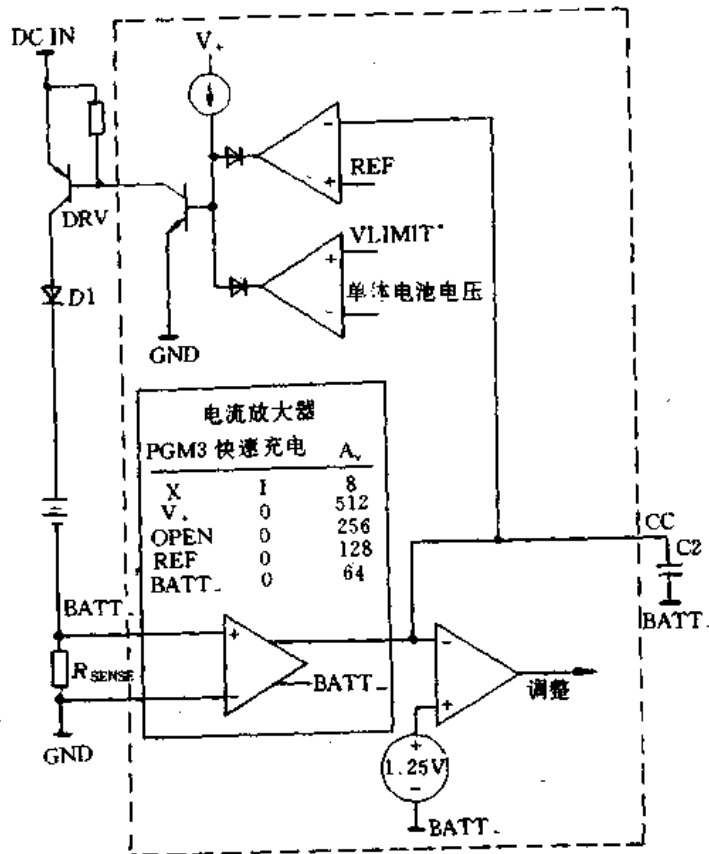 DC IN
V+
REF
DRV
VLIMIT
单体电池电压
D1
GND
电流放大器
PGM3 快速充电 Av
X 1 8
V+ 0 512
OPEN 0 256
REF 0 128
BATT- 0 64
CC
C2
BATT-
BATT-
RSENSE
BATT-
调整
GND
1.25V
BATT-